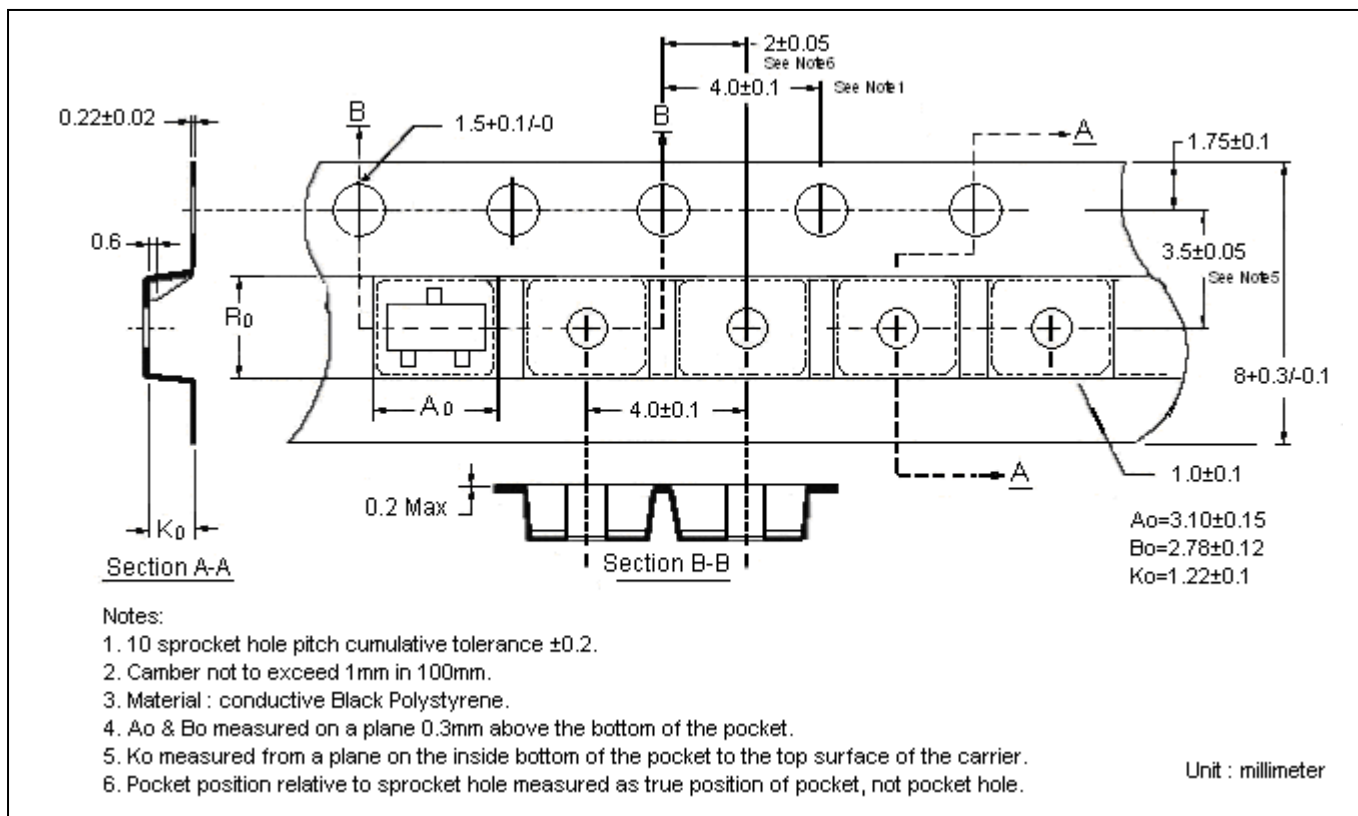 2±0.05
See Note6
4.0±0.1 See Note1
0.22±0.02
B
1.5+0.1/-0
B
A
1.75±0.1
0.6
3.5±0.05
See Note5
R0
A0
4.0±0.1
8+0.3/-0.1
A
1.0±0.1
0.2 Max
K0
Ao=3.10±0.15
Bo=2.78±0.12
Ko=1.22±0.1
Section A-A
Section B-B
Notes:
1. 10 sprocket hole pitch cumulative tolerance ±0.2.
2. Camber not to exceed 1mm in 100mm.
3. Material : conductive Black Polystyrene.
4. Ao & Bo measured on a plane 0.3mm above the bottom of the pocket.
5. Ko measured from a plane on the inside bottom of the pocket to the top surface of the carrier.
6. Pocket position relative to sprocket hole measured as true position of pocket, not pocket hole.
Unit : millimeter